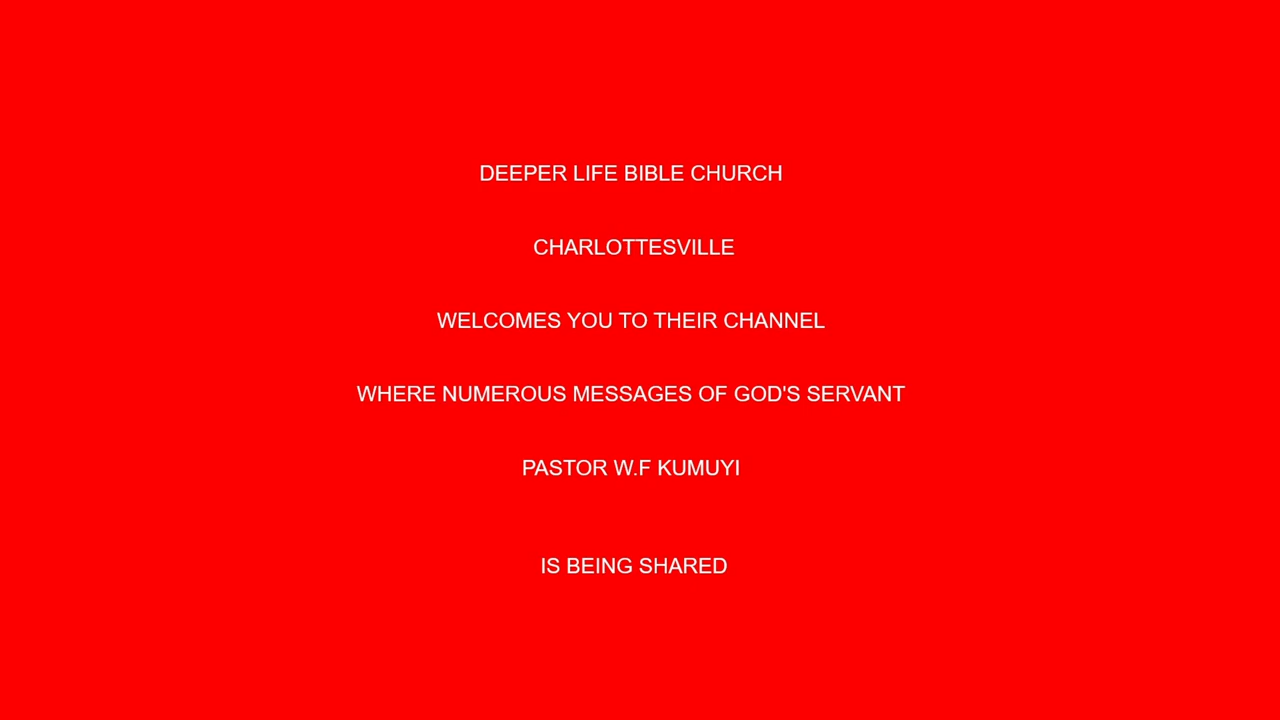 DEEPER LIFE BIBLE CHURCH
CHARLOTTESVILLE
WELCOMES YOU TO THEIR CHANNEL
WHERE NUMEROUS MESSAGES OF GOD'S SERVANT
PASTOR W.F KUMUYI
IS BEING SHARED